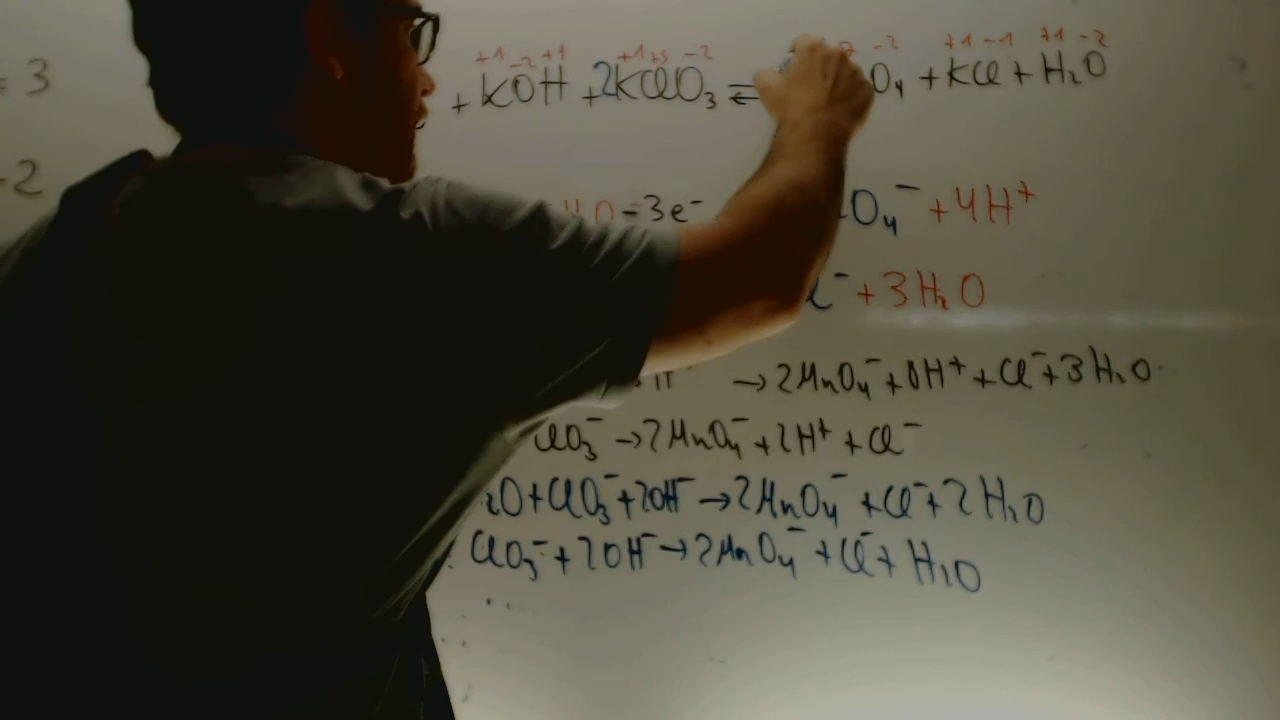 = 3
+1 -2 +1 +1 +5 -2 -2 +1 -1 +1 -2
+ KOH + 2KClO₃ ⇌ O₄ + KCl + H₂O
-2
-3e⁻ O₄⁻ + 4H⁺
⁻ + 3H₂O
→ 2MnO₄⁻ + 8H⁺ + Cl⁻ + 3H₂O
ClO₃⁻ → 2MnO₄⁻ + 2H⁺ + Cl⁻
₂O + ClO₃⁻ + 2OH⁻ → 2MnO₄⁻ + Cl⁻ + 2H₂O
ClO₃⁻ + 2OH⁻ → 2MnO₄⁻ + Cl⁻ + H₂O